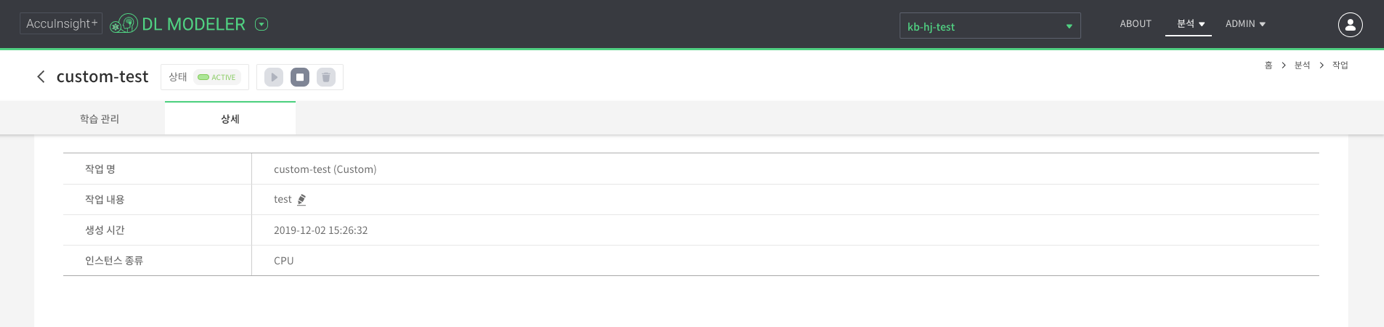 AccuInsight+ DL MODELER kb-hj-test ABOUT 분석 ADMIN
custom-test 상태 ACTIVE 홈 분석 작업
학습 관리 상세
작업 명 custom-test (Custom)
작업 내용 test
생성 시간 2019-12-02 15:26:32
인스턴스 종류 CPU